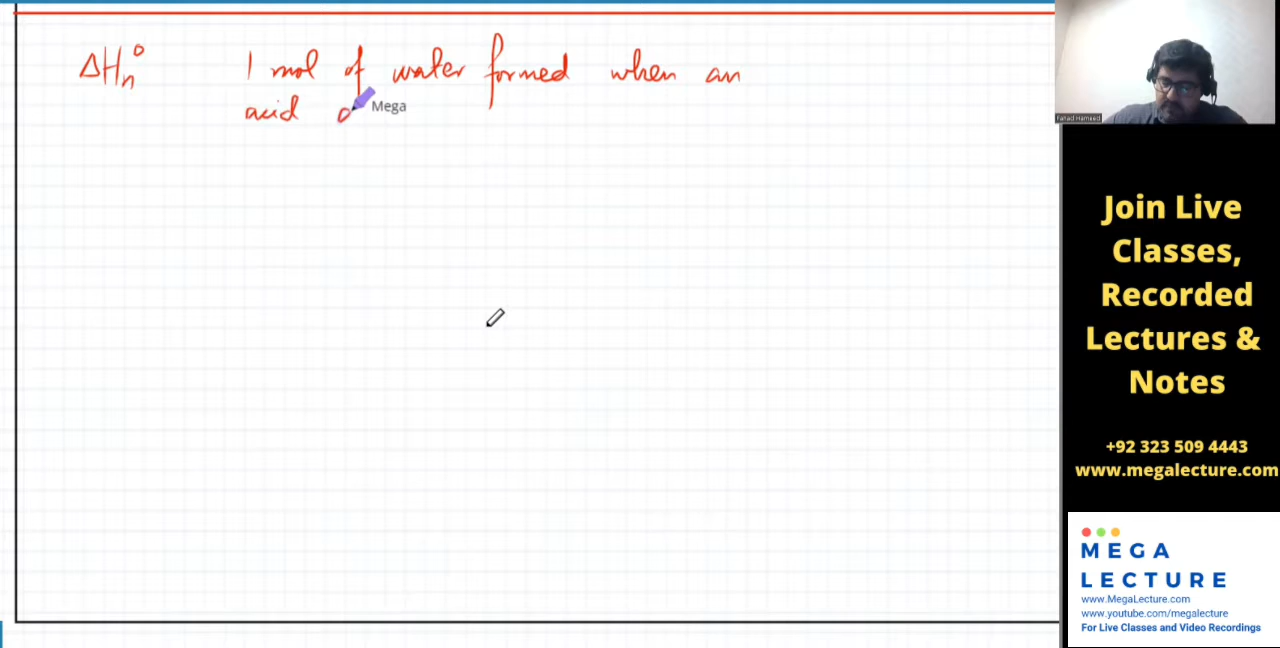 ΔHn° 1 mol of water formed when an
acid
Mega
Fahad Hameed
Join Live
Classes,
Recorded
Lectures &
Notes
+92 323 509 4443
www.megalecture.com
MEGA
LECTURE
www.MegaLecture.com
www.youtube.com/megalecture
For Live Classes and Video Recordings